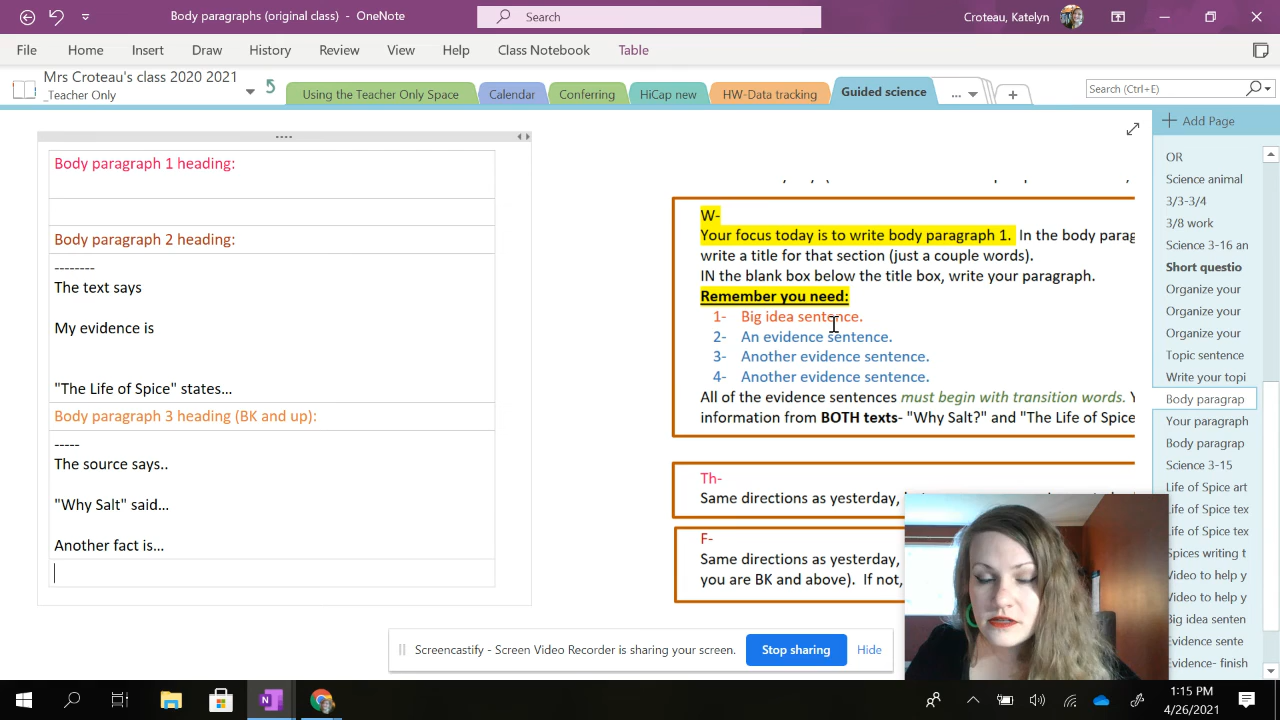 Body paragraphs (original class) - OneNote
Search
Croteau, Katelyn
File Home Insert Draw History Review View Help Class Notebook Table
Mrs Croteau's class 2020 2021
_Teacher Only
Using the Teacher Only Space
Calendar
Conferring
HiCap new
HW-Data tracking
Guided science
...
Search (Ctrl+E)
Body paragraph 1 heading:
Body paragraph 2 heading:
--------
The text says
My evidence is
"The Life of Spice" states...
Body paragraph 3 heading (BK and up):
-----
The source says..
"Why Salt" said...
Another fact is...
W-
Your focus today is to write body paragraph 1. In the body parag
write a title for that section (just a couple words).
IN the blank box below the title box, write your paragraph.
Remember you need:
1- Big idea sentence.
2- An evidence sentence.
3- Another evidence sentence.
4- Another evidence sentence.
All of the evidence sentences must begin with transition words. Y
information from BOTH texts- "Why Salt?" and "The Life of Spice
Th-
Same directions as yesterday,
F-
Same directions as yesterday,
you are BK and above). If not,
Add Page
OR
Science animal
3/3-3/4
3/8 work
Science 3-16 an
Short questio
Organize your
Organize your
Organize your
Topic sentence
Write your topi
Body paragrap
Your paragraph
Body paragrap
Science 3-15
Life of Spice art
Life of Spice tex
Life of Spice tex
Spices writing t
Video to help y
Video to help y
Big idea senten
Evidence sente
Evidence- finish
Screencastify - Screen Video Recorder is sharing your screen.
Stop sharing
Hide
1:15 PM
4/26/2021